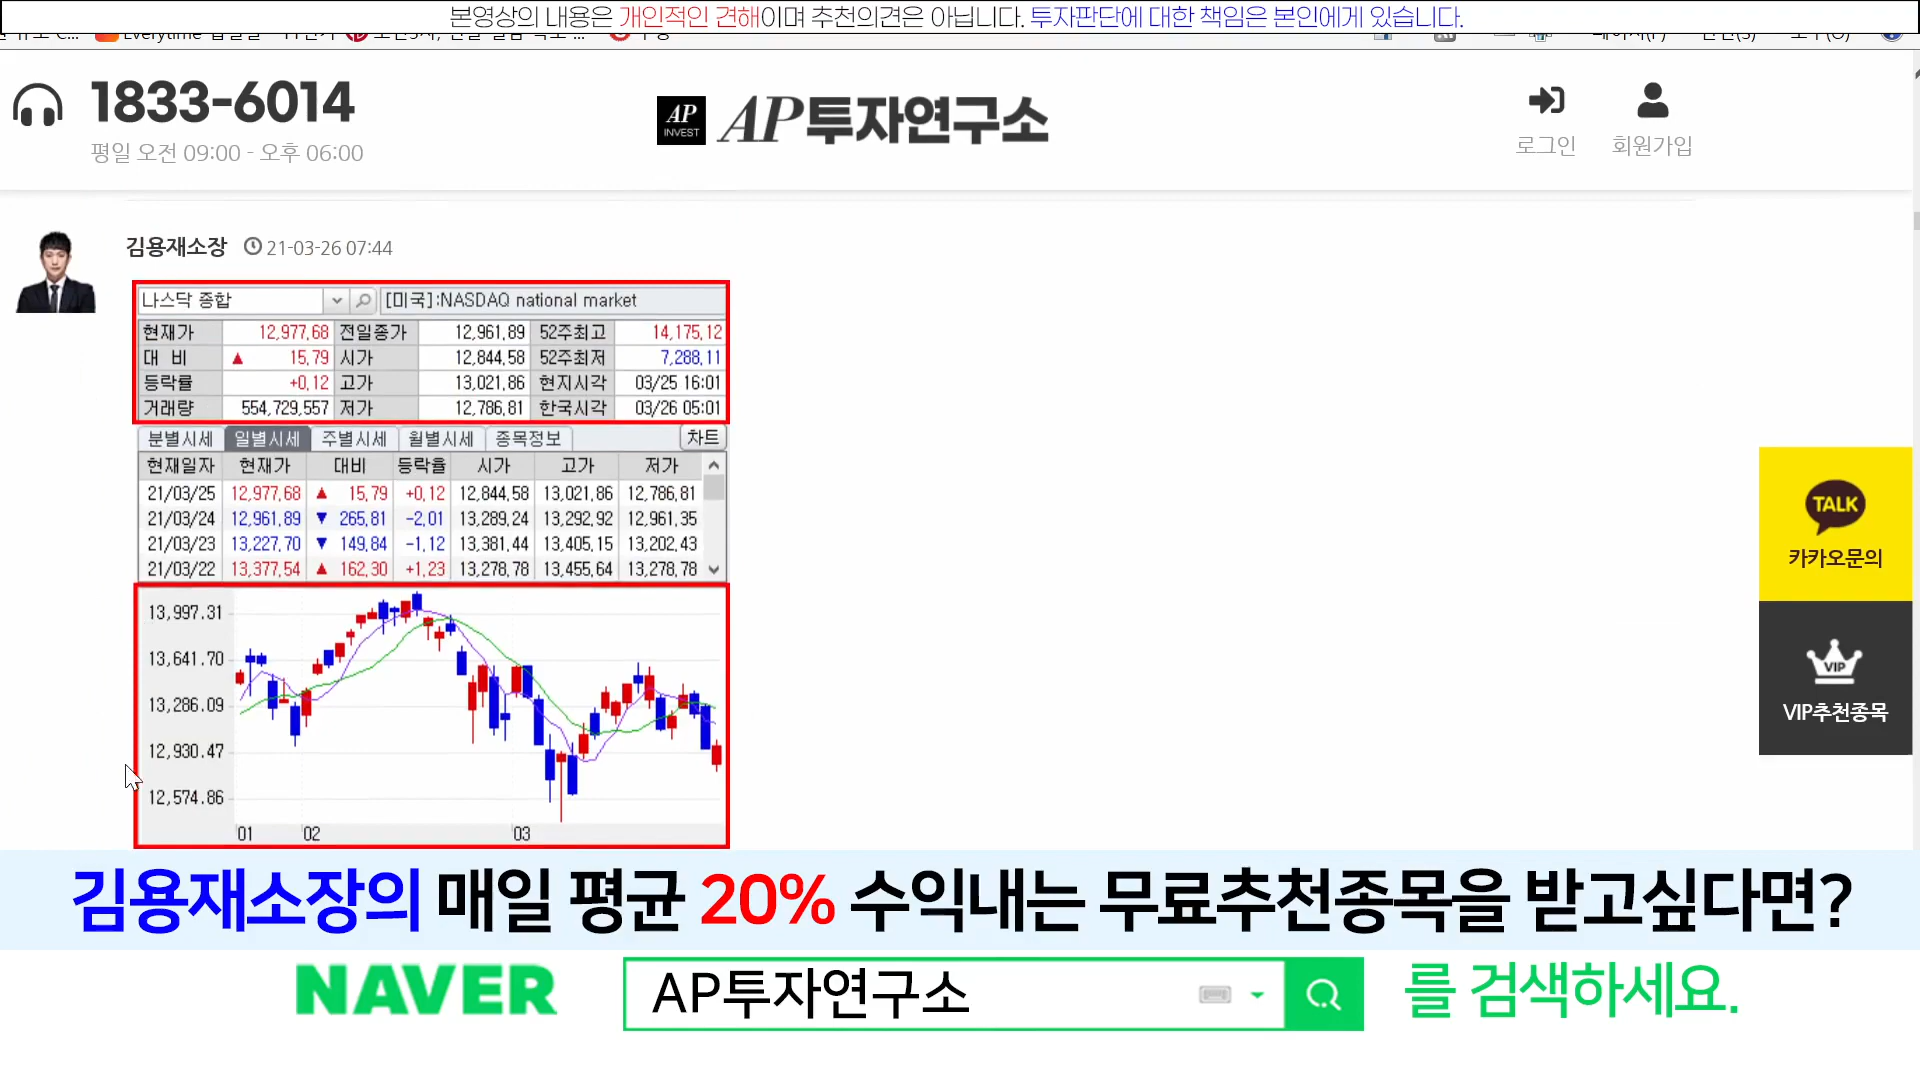 본영상의 내용은 개인적인 견해이며 추천의견은 아닙니다. 투자판단에 대한 책임은 본인에게 있습니다.
1833-6014
평일 오전 09:00 - 오후 06:00
AP INVEST
AP투자연구소
로그인
회원가입
김용재소장 21-03-26 07:44
나스닥 종합 [미국]:NASDAQ national market
현재가 12,977.68 전일종가 12,961.89 52주최고 14,175.12
대 비 ▲ 15.79 시가 12,844.58 52주최저 7,288.11
등락률 +0.12 고가 13,021.86 현지시각 03/25 16:01
거래량 554,729,557 저가 12,786.81 한국시각 03/26 05:01
분별시세 일별시세 주별시세 월별시세 종목정보 차트
현재일자 현재가 대비 등락율 시가 고가 저가
21/03/25 12,977.68 ▲ 15.79 +0.12 12,844.58 13,021.86 12,786.81
21/03/24 12,961.89 ▼ 265.81 -2.01 13,289.24 13,292.92 12,961.35
21/03/23 13,227.70 ▼ 149.84 -1.12 13,381.44 13,405.15 13,202.43
21/03/22 13,377.54 ▲ 162.30 +1.23 13,278.78 13,455.64 13,278.78
13,997.31
13,641.70
13,286.09
12,930.47
12,574.86
01 02 03
TALK
카카오문의
VIP
VIP추천종목
김용재소장의 매일 평균 20% 수익내는 무료추천종목을 받고싶다면?
NAVER AP투자연구소 를 검색하세요.